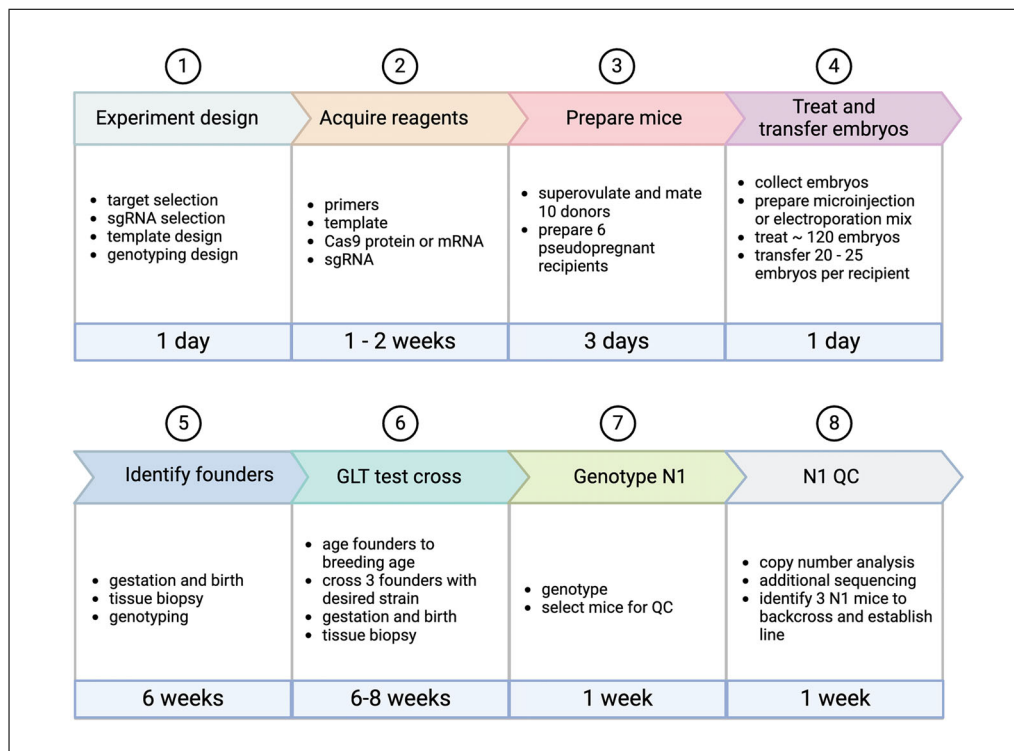 1
2
3
4
Experiment design
Acquire reagents
Prepare mice
Treat and
transfer embryos
• target selection
• sgRNA selection
• template design
• genotyping design
• primers
• template
• Cas9 protein or mRNA
• sgRNA
• superovulate and mate
10 donors
• prepare 6
pseudopregnant
recipients
• collect embryos
• prepare microinjection
or electroporation mix
• treat ~ 120 embryos
• transfer 20 - 25
embryos per recipient
1 day
1 - 2 weeks
3 days
1 day
5
6
7
8
Identify founders
GLT test cross
Genotype N1
N1 QC
• gestation and birth
• tissue biopsy
• genotyping
• age founders to
breeding age
• cross 3 founders with
desired strain
• gestation and birth
• tissue biopsy
• genotype
• select mice for QC
• copy number analysis
• additional sequencing
• identify 3 N1 mice to
backcross and establish
line
6 weeks
6-8 weeks
1 week
1 week